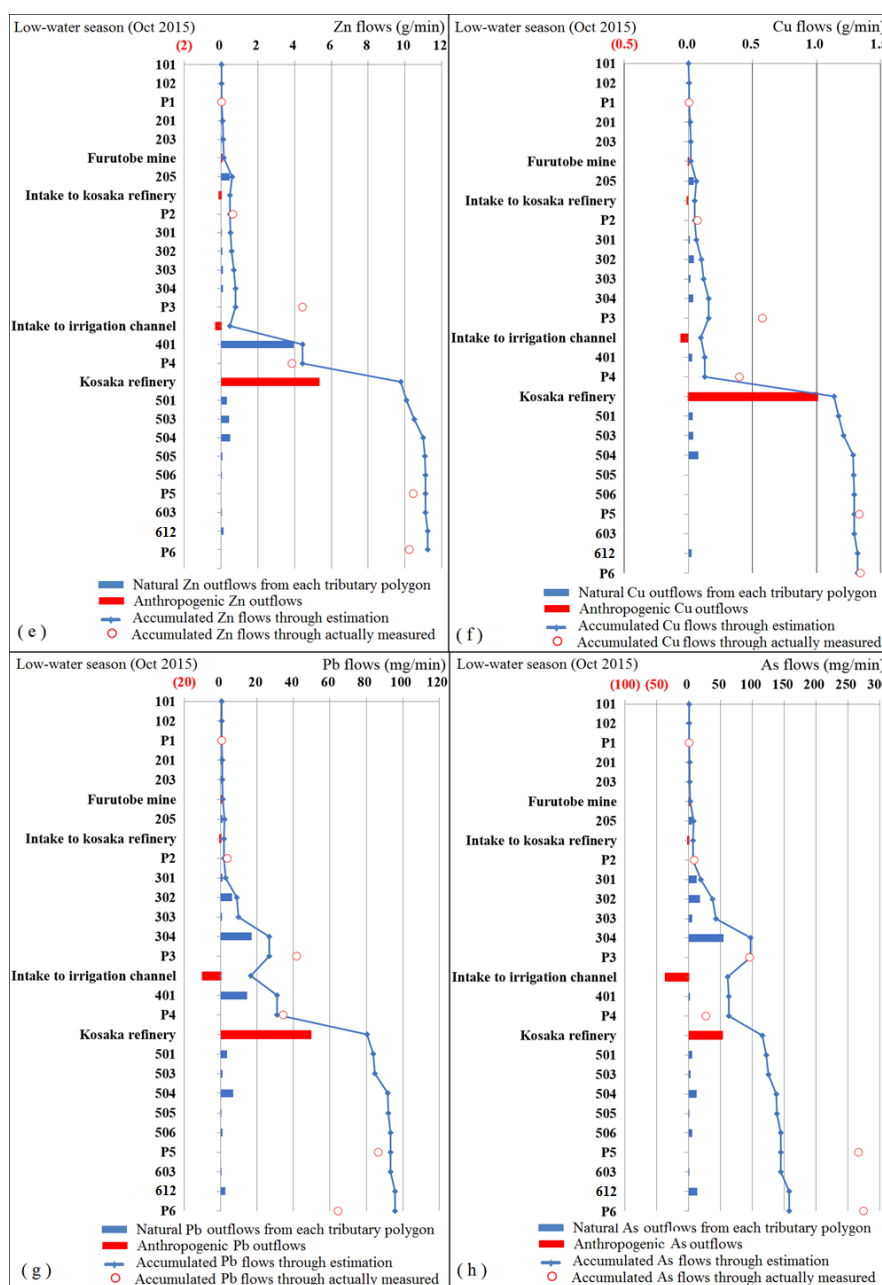 Low-water season (Oct 2015) Zn flows (g/min)
(2) 0 2 4 6 8 10 12
101
102
P1
201
203
Furutobe mine
205
Intake to kosaka refinery
P2
301
302
303
304
P3
Intake to irrigation channel
401
P4
Kosaka refinery
501
503
504
505
506
P5
603
612
P6
Natural Zn outflows from each tributary polygon
Anthropogenic Zn outflows
Accumulated Zn flows through estimation
Accumulated Zn flows through actually measured
( e )
Low-water season (Oct 2015) Cu flows (g/min)
(0.5) 0.0 0.5 1.0 1.5
101
102
P1
201
203
Furutobe mine
205
Intake to kosaka refinery
P2
301
302
303
304
P3
Intake to irrigation channel
401
P4
Kosaka refinery
501
503
504
505
506
P5
603
612
P6
Natural Cu outflows from each tributary polygon
Anthropogenic Cu outflows
Accumulated Cu flows through estimation
Accumulated Cu flows through actually measured
( f )
Low-water season (Oct 2015) Pb flows (mg/min)
(20) 0 20 40 60 80 100 120
101
102
P1
201
203
Furutobe mine
205
Intake to kosaka refinery
P2
301
302
303
304
P3
Intake to irrigation channel
401
P4
Kosaka refinery
501
503
504
505
506
P5
603
612
P6
Natural Pb outflows from each tributary polygon
Anthropogenic Pb outflows
Accumulated Pb flows through estimation
Accumulated Pb flows through actually measured
( g )
Low-water season (Oct 2015) As flows (mg/min)
(100) (50) 0 50 100 150 200 250
101
102
P1
201
203
Furutobe mine
205
Intake to kosaka refinery
P2
301
302
303
304
P3
Intake to irrigation channel
401
P4
Kosaka refinery
501
503
504
505
506
P5
603
612
P6
Natural As outflows from each tributary polygon
Anthropogenic As outflows
Accumulated As flows through estimation
Accumulated As flows through actually measured
( h )